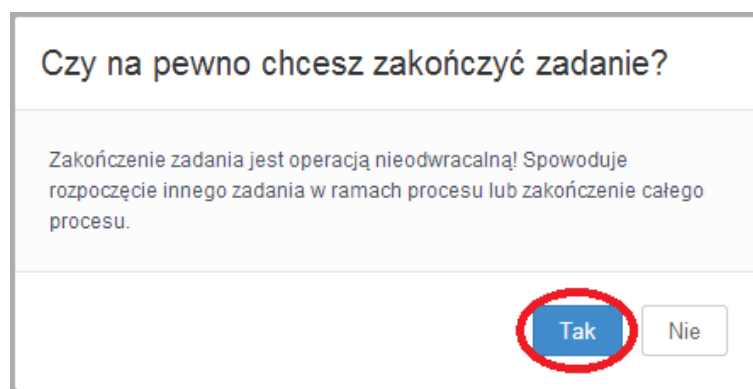 Czy na pewno chcesz zakończyć zadanie?
Zakończenie zadania jest operacją nieodwracalną! Spowoduje
rozpoczęcie innego zadania w ramach procesu lub zakończenie całego
procesu.
Tak Nie